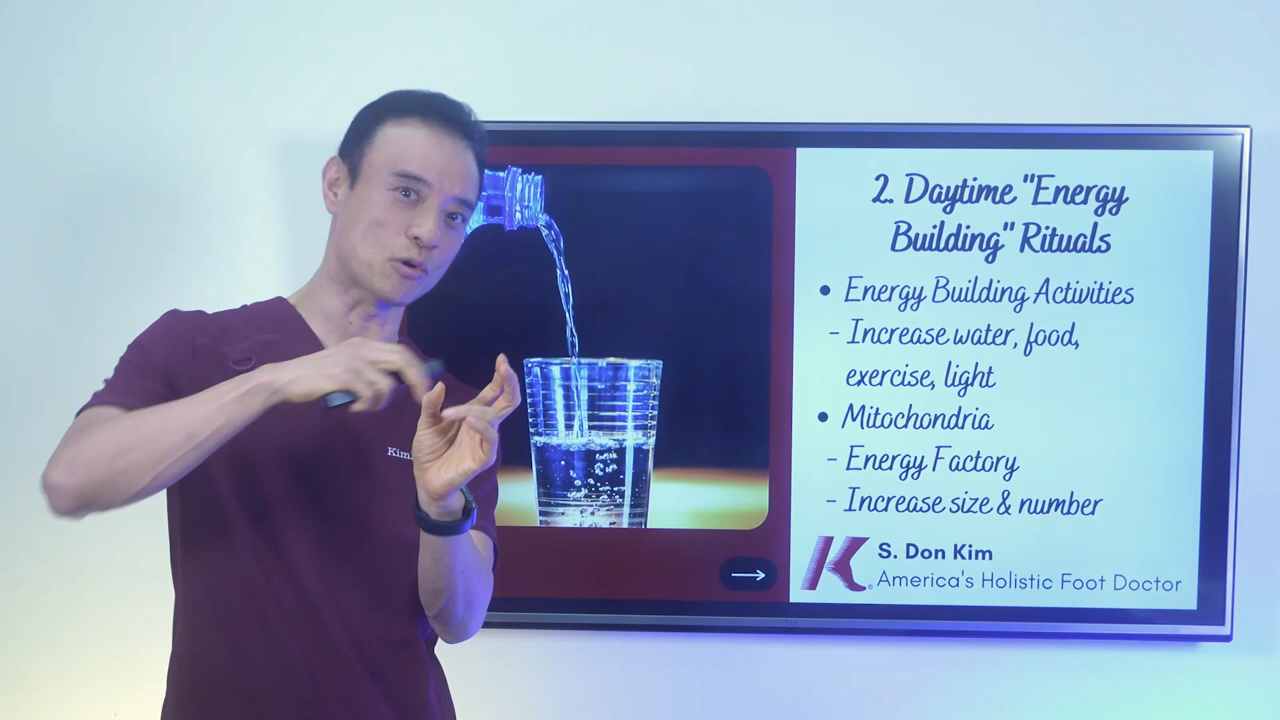 2. Daytime "Energy
Building" Rituals
• Energy Building Activities
- Increase water, food,
exercise, light
• Mitochondria
- Energy Factory
- Increase size & number
K®
S. Don Kim
America's Holistic Foot Doctor